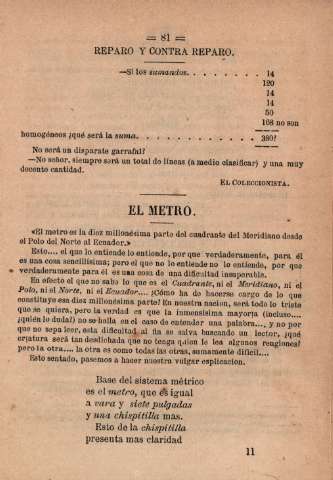 = 81 =
REPARO Y CONTRA REPARO.
—Si los sumandos. . . . . . . . . 14
120
14
14
50
168 no son
homogéneos ¿qué será la suma. . . . . . . . . . 380?
No será un disparate garrafal?
—No señor, siempre será un total de líneas (a medio clasificar) y una muy
decente cantidad.
EL COLECCIONISTA.
EL METRO.
«El metro es la diez millonésima parte del cuadrante del Meridiano desde
el Polo del Norte al Ecuador.»
Esto.... el que lo entiende lo entiende, por que verdaderamente, para él
es una cosa sencillísima; pero el que no lo entiende no lo entiende, por que
verdaderamente para él es una cosa de una dificultad insuperable.
En efecto el que no sabe lo que es el Cuadrante, ni el Meridiano, ni el
Polo, ni el Norte, ni el Ecuador.... ¿Cómo ha de hacerse cargo de lo que
constituye esa diez millonésima parte? En nuestra nacion, será todo lo triste
que se quiera, pero la verdad es que la inmensísima mayoría (incluso....
¡quién lo duda!) no se halla en el caso de entender una palabra..., y no por
que no sepa leer, esta dificultad al fin se salva buscando un lector, ¡qué
criatura será tan desdichada que no tenga quien le lea algunos renglones!
pero la otra.... la otra es como todas las otras, sumamente difícil....
Esto sentado, pasemos á hacer nuestra vulgar esplicacion.
Base del sistema métrico
es el metro, que es igual
a vara y siete pulgadas
y una chispitilla mas.
Esto de la chispitilla
presenta mas claridad
11